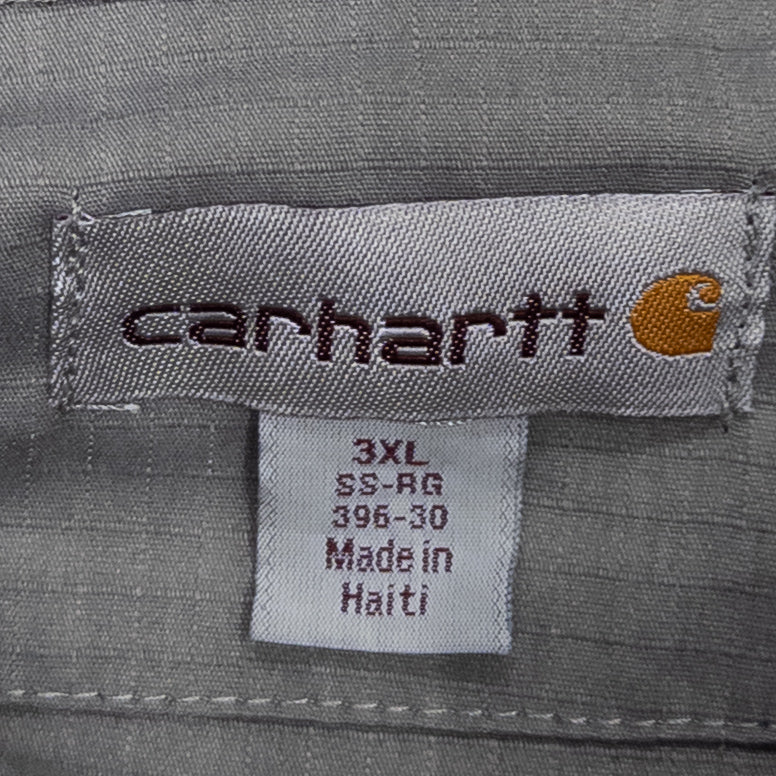 carhartt
3XL
SS-RG
396-30
Made in
Haiti